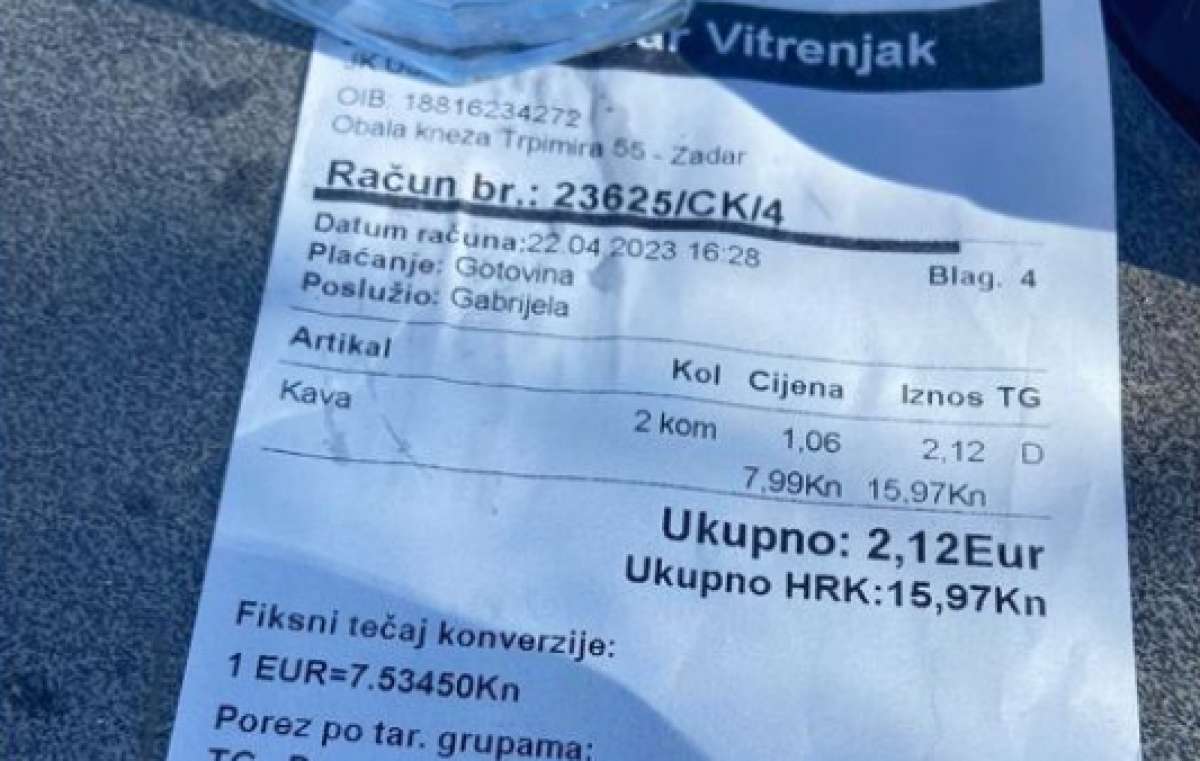 Vitrenjak
OIB: 18816234272
Obala kneza Trpimira 55 - Zadar
Račun br.: 23625/CK/4
Datum računa:22.04.2023 16:28
Plaćanje: Gotovina
Blag. 4
Poslužio: Gabrijela
Artikal Kol Cijena Iznos TG
Kava 2 kom 1,06 2,12 D
7,99Kn 15,97Kn
Ukupno: 2,12Eur
Ukupno HRK:15,97Kn
Fiksni tečaj konverzije:
1 EUR=7.53450Kn
Porez po tar. grupama: